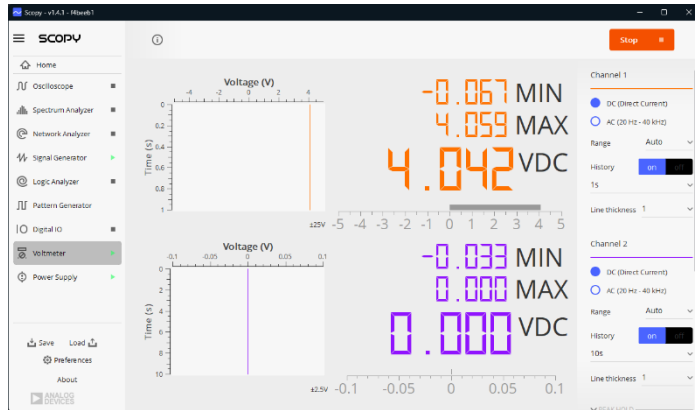 Scopy - v1.4.1 - f4beeb1
SCOPY
Stop
Home
Oscilloscope
Spectrum Analyzer
Network Analyzer
Signal Generator
Logic Analyzer
Pattern Generator
Digital IO
Voltmeter
Power Supply
Save Load
Preferences
About
ANALOG
DEVICES
Voltage (V)
-4 -2 0 2 4
Time (s)
0
0.2
0.4
0.6
0.8
1
±25V
-0.067 MIN
4.059 MAX
4.042 VDC
-5 -4 -3 -2 -1 0 1 2 3 4 5
Voltage (V)
-0.1 -0.05 0 0.05 0.1
Time (s)
0
2
4
6
8
10
±2.5V
-0.033 MIN
0.000 MAX
0.000 VDC
-0.1 -0.05 0 0.05 0.1
Channel 1
DC (Direct Current)
AC (20 Hz - 40 kHz)
Range Auto
History on off
1s
Line thickness 1
Channel 2
DC (Direct Current)
AC (20 Hz - 40 kHz)
Range Auto
History on off
10s
Line thickness 1
PEAK HOLD